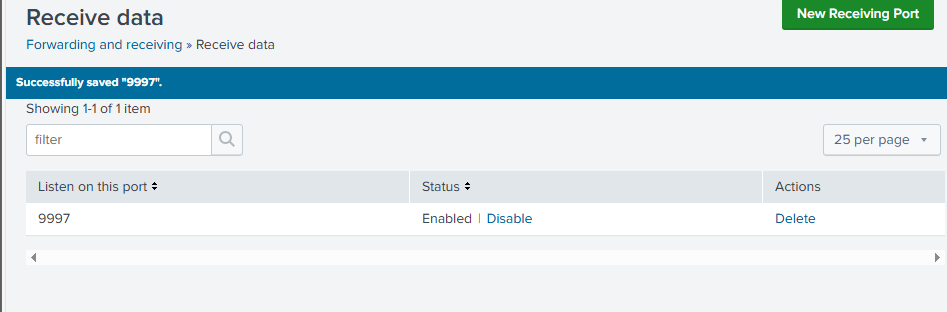 Receive data
New Receiving Port
Forwarding and receiving » Receive data
Successfully saved "9997".
Showing 1-1 of 1 item
filter
25 per page
Listen on this port Status Actions
9997 Enabled | Disable Delete